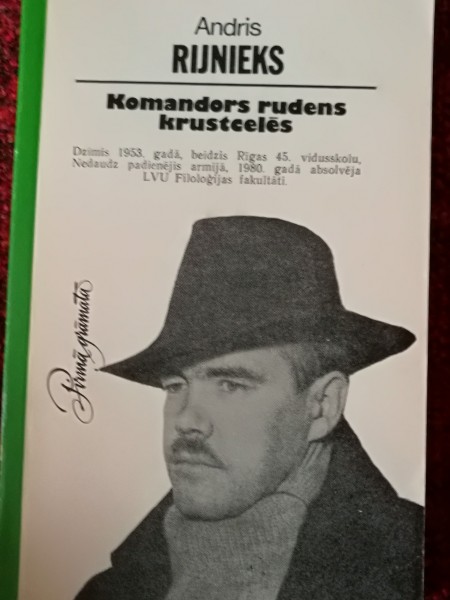 Andris
RIJNIEKS
Komandors rudens
krustcelēs
Dzimis 1953. gadā, beidzis Rīgas 45. vidusskolu,
Nedaudz padienējis armijā, 1980. gadā absolvēja
LVU Filoloģijas fakultāti.
Pirmā grāmata